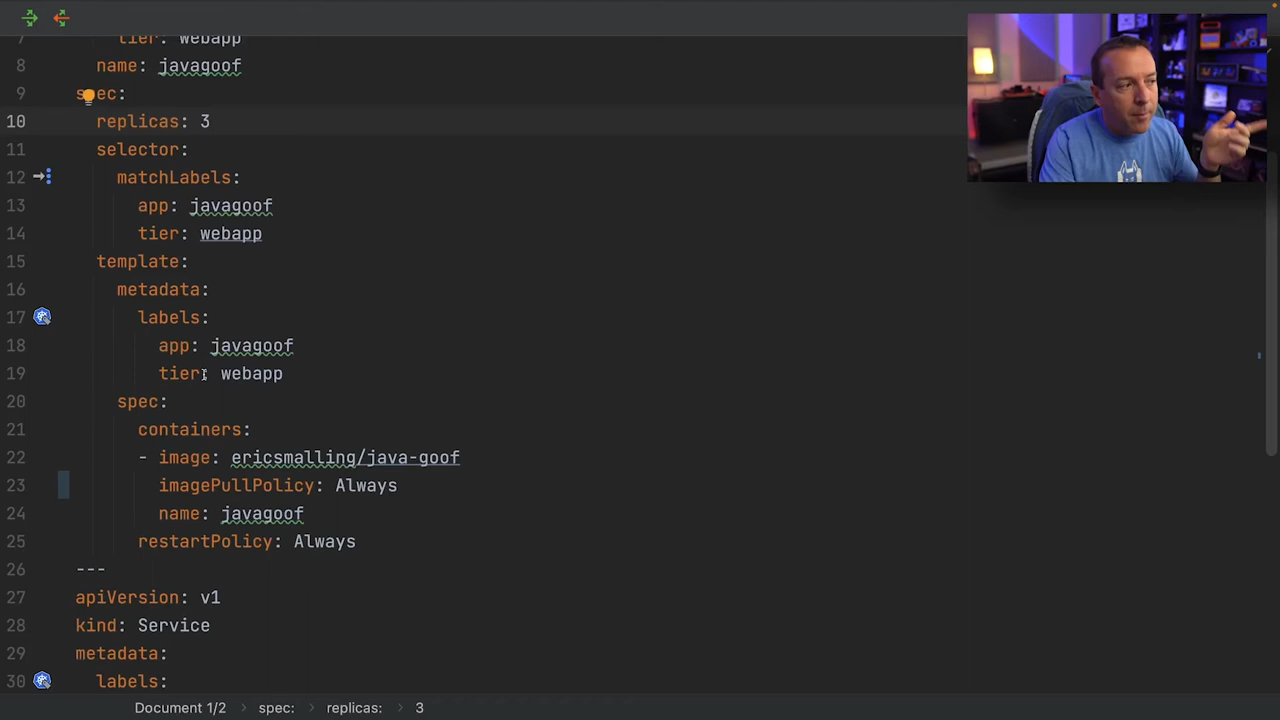 7 tier: webapp
8 name: javagoof
9 spec:
10 replicas: 3
11 selector:
12 matchLabels:
13 app: javagoof
14 tier: webapp
15 template:
16 metadata:
17 labels:
18 app: javagoof
19 tier: webapp
20 spec:
21 containers:
22 - image: ericsmalling/java-goof
23 imagePullPolicy: Always
24 name: javagoof
25 restartPolicy: Always
26 ---
27 apiVersion: v1
28 kind: Service
29 metadata:
30 labels:
Document 1/2 > spec: > replicas: > 3